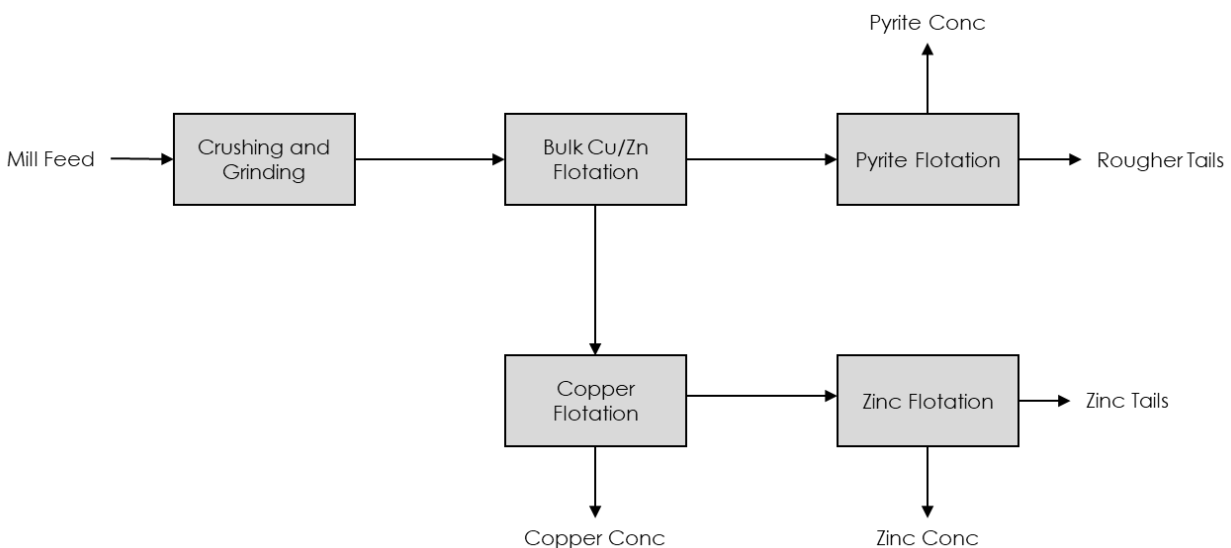 Pyrite Conc
Mill Feed
Crushing and
Grinding
Bulk Cu/Zn
Flotation
Pyrite Flotation
Rougher Tails
Copper
Flotation
Zinc Flotation
Zinc Tails
Copper Conc
Zinc Conc